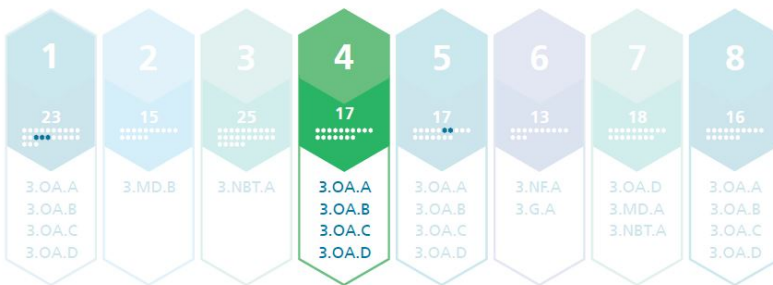 1 2 3 4 5 6 7 8
23 15 25 17 17 13 18 16
3.OA.A 3.MD.B 3.NBT.A 3.OA.A 3.OA.A 3.NF.A 3.OA.D 3.OA.A
3.OA.B 3.OA.B 3.OA.B 3.G.A 3.MD.A 3.OA.B
3.OA.C 3.OA.C 3.OA.C 3.NBT.A 3.OA.C
3.OA.D 3.OA.D 3.OA.D 3.OA.D